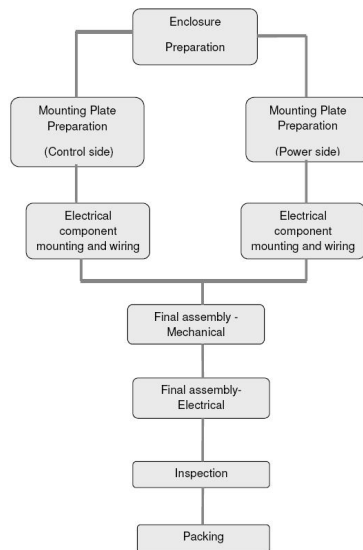 Enclosure
Preparation
Mounting Plate
Preparation
(Control side)
Mounting Plate
Preparation
(Power side)
Electrical
component
mounting and wiring
Electrical
component
mounting and wiring
Final assembly -
Mechanical
Final assembly-
Electrical
Inspection
Packing